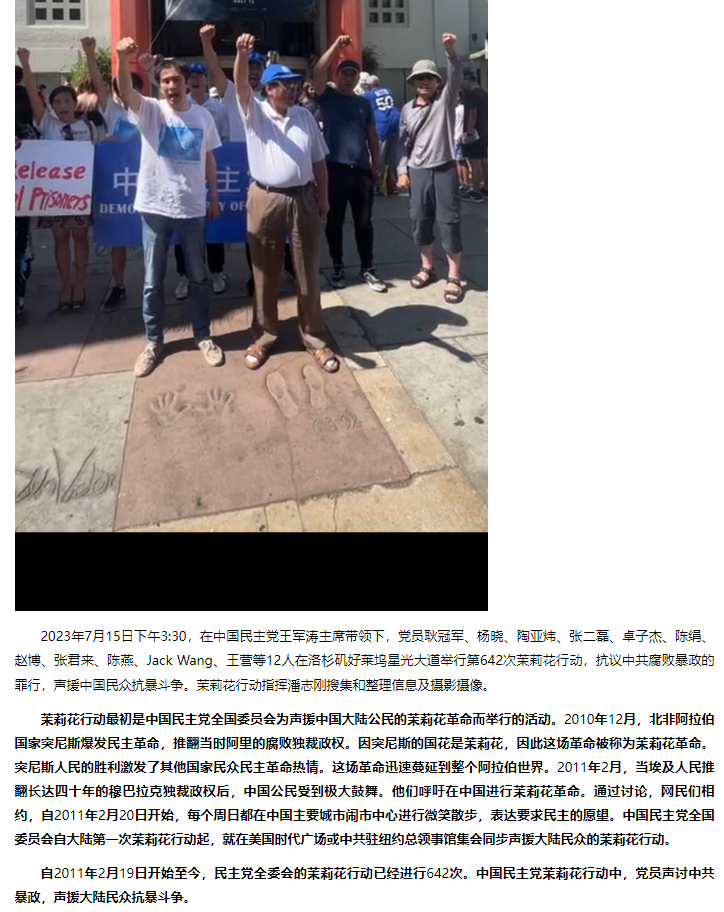 elease
l Prisoners
中
主
DEMO
Y OF
50
2023年7月15日下午3:30，在中国民主党王军涛主席带领下，党员耿冠军、杨晓、陶亚炜、张二磊、卓子杰、陈绢、
赵博、张君来、陈燕、Jack Wang、王营等12人在洛杉矶好莱坞星光大道举行第642次茉莉花行动，抗议中共腐败暴政的
罪行，声援中国民众抗暴斗争。茉莉花行动指挥潘志刚搜集和整理信息及摄影摄像。
茉莉花行动最初是中国民主党全国委员会为声援中国大陆公民的茉莉花革命而举行的活动。2010年12月，北非阿拉伯
国家突尼斯爆发民主革命，推翻当时阿里的腐败独裁政权。因突尼斯的国花是茉莉花，因此这场革命被称为茉莉花革命。
突尼斯人民的胜利激发了其他国家民众民主革命热情。这场革命迅速蔓延到整个阿拉伯世界。2011年2月，当埃及人民推
翻长达四十年的穆巴拉克独裁政权后，中国公民受到极大鼓舞。他们呼吁在中国进行茉莉花革命。通过讨论，网民们相
约，自2011年2月20日开始，每个周日都在中国主要城市闹市中心进行微笑散步，表达要求民主的愿望。中国民主党全国
委员会自大陆第一次茉莉花行动起，就在美国时代广场或中共驻纽约总领事馆集会同步声援大陆民众的茉莉花行动。
自2011年2月19日开始至今，民主党全委会的茉莉花行动已经进行642次。中国民主党茉莉花行动中，党员声讨中共
暴政，声援大陆民众抗暴斗争。